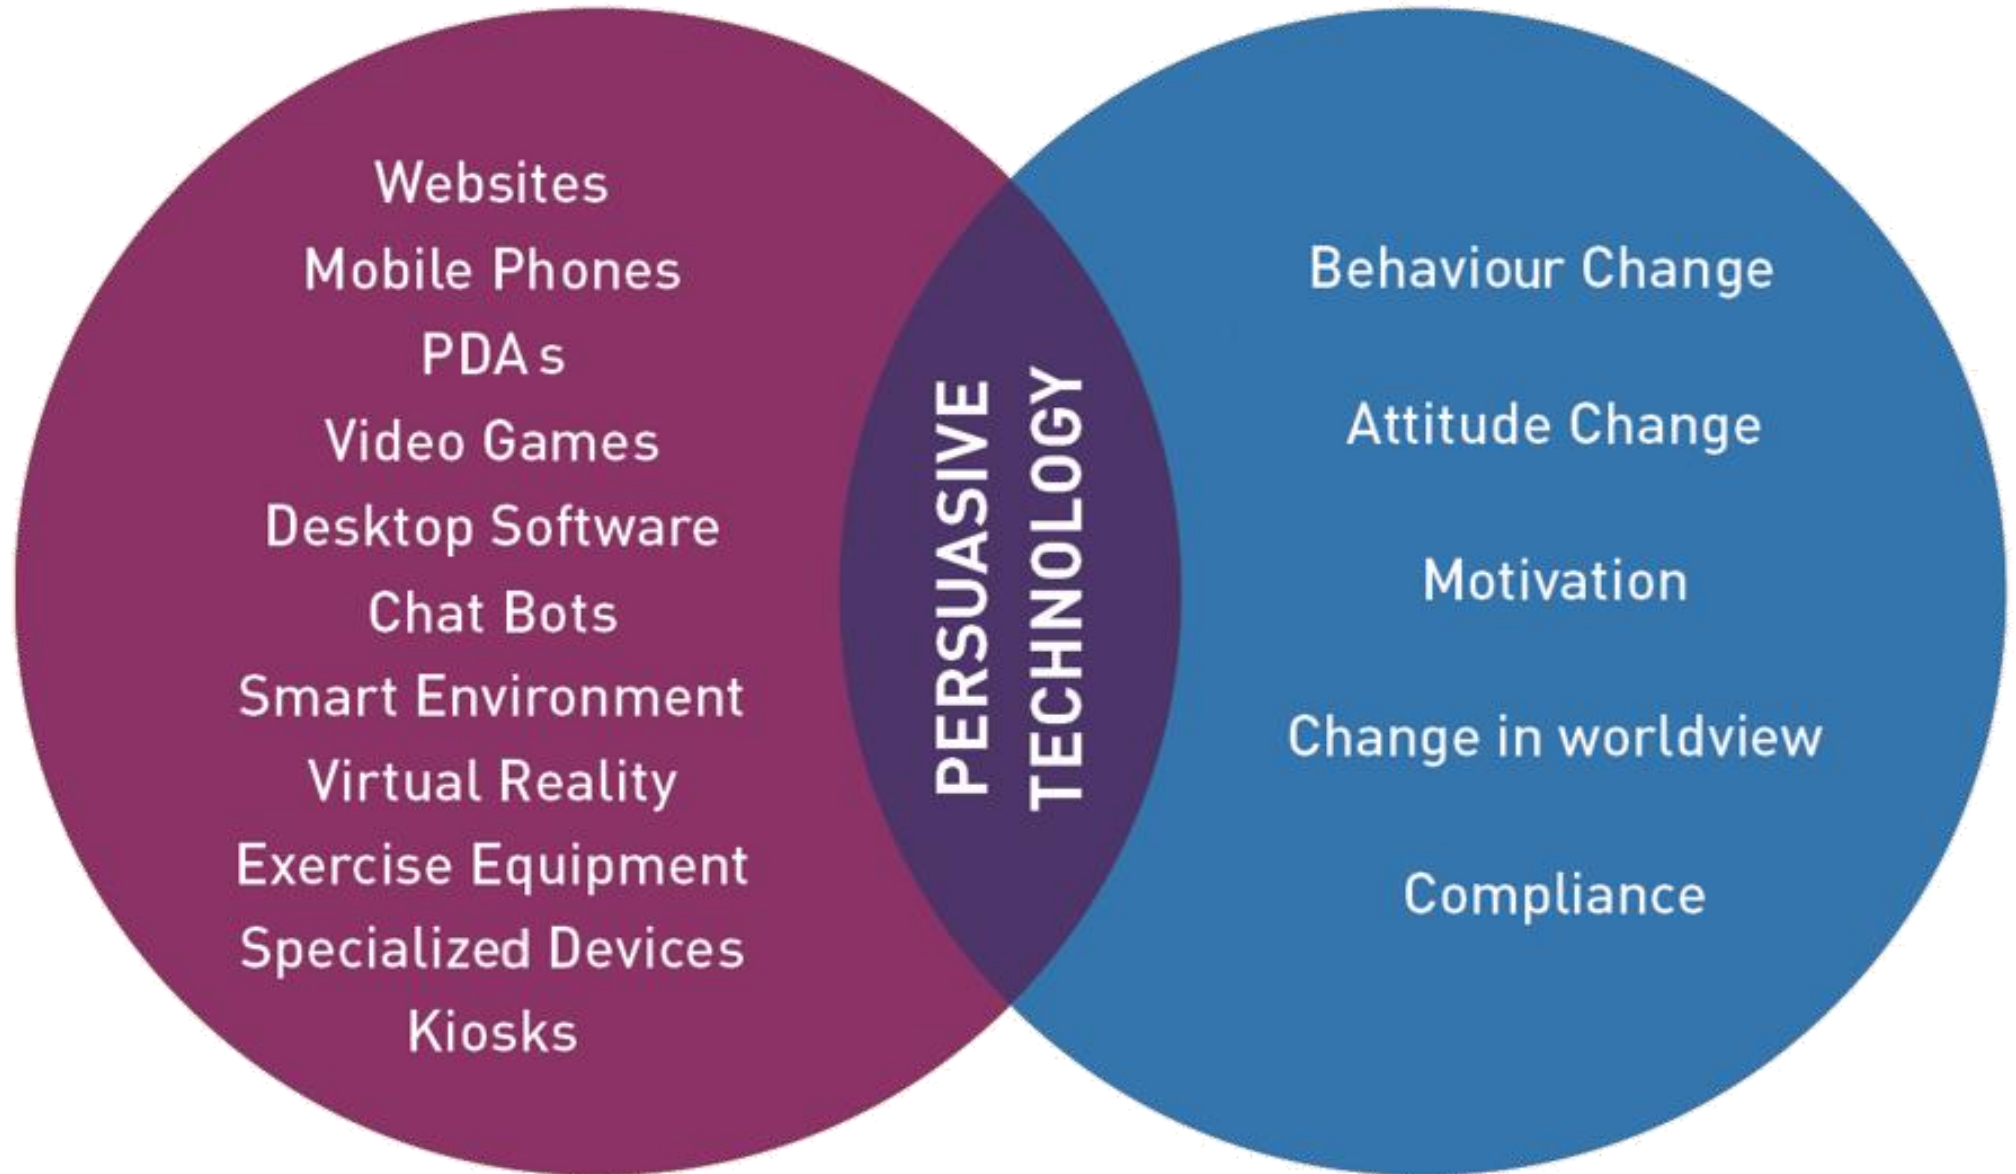 Websites
Mobile Phones
PDAs
Video Games
Desktop Software
Chat Bots
Smart Environment
Virtual Reality
Exercise Equipment
Specialized Devices
Kiosks
PERSUASIVE
TECHNOLOGY
Behaviour Change
Attitude Change
Motivation
Change in worldview
Compliance